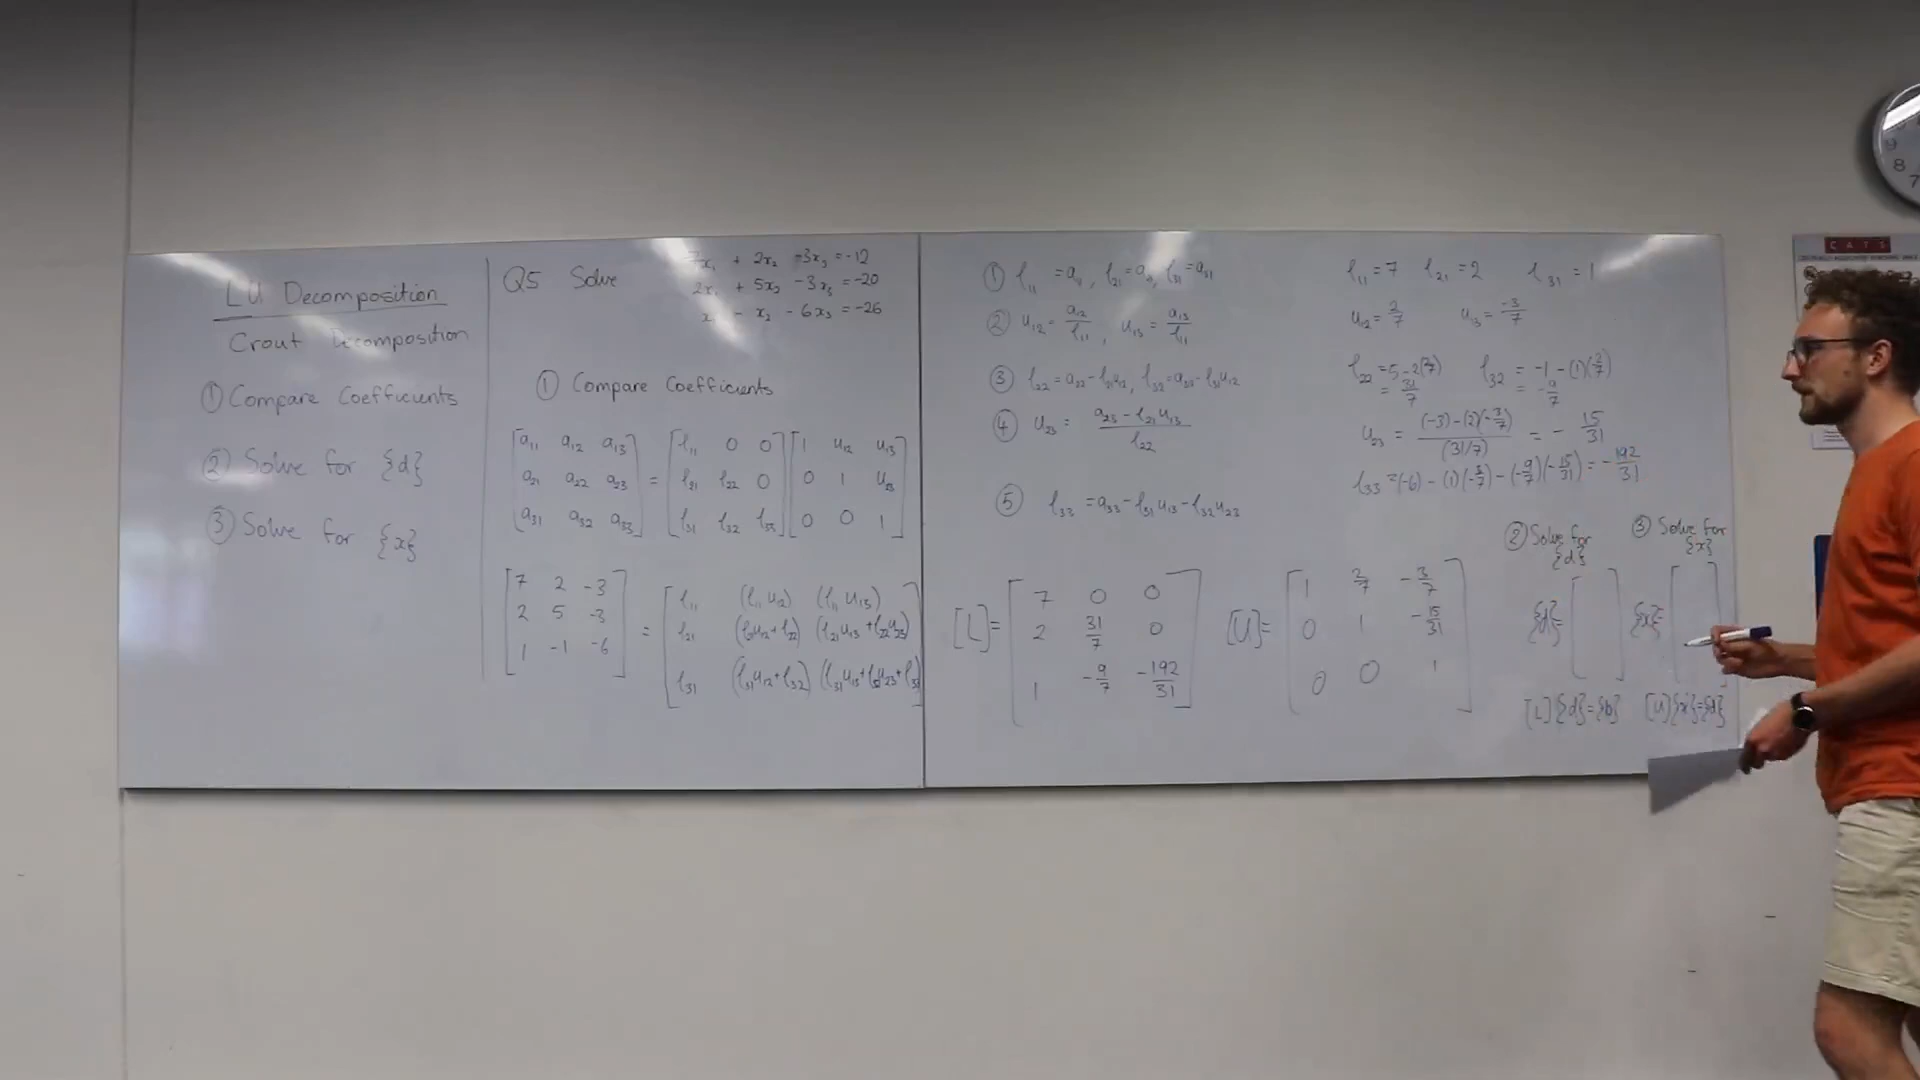 LU Decomposition
Crout Decomposition
① Compare Coefficients
② Solve for {d}
③ Solve for {x}
Q5 Solve
7x₁ + 2x₂ -3x₃ = -12
2x₁ + 5x₂ -3x₃ = -20
x₁ - x₂ - 6x₃ = -26
① Compare Coefficients
[a₁₁ a₁₂ a₁₃] [l₁₁ 0 0] [1 u₁₂ u₁₃]
[a₂₁ a₂₂ a₂₃] = [l₂₁ l₂₂ 0] [0 1 u₂₃]
[a₃₁ a₃₂ a₃₃] [l₃₁ l₃₂ l₃₃] [0 0 1]
[7 2 -3] [l₁₁ (l₁₁ u₁₂) (l₁₁ u₁₃)]
[2 5 -3] = [l₂₁ (l₂₁u₁₂+l₂₂) (l₂₁u₁₃+l₂₂u₂₃)]
[1 -1 -6] [l₃₁ (l₃₁u₁₂+l₃₂) (l₃₁u₁₃+l₃₂u₂₃+l₃₃)]
① l₁₁ = a₁₁, l₂₁ = a₂₁, l₃₁ = a₃₁
② u₁₂ = a₁₂/l₁₁, u₁₃ = a₁₃/l₁₁
③ l₂₂ = a₂₂ - l₂₁u₁₂, l₃₂ = a₃₂ - l₃₁u₁₂
④ u₂₃ = (a₂₃ - l₂₁u₁₃)/l₂₂
⑤ l₃₃ = a₃₃ - l₃₁u₁₃ - l₃₂u₂₃
l₁₁ = 7 l₂₁ = 2 l₃₁ = 1
u₁₂ = 2/7 u₁₃ = -3/7
l₂₂ = 5-2(2/7) l₃₂ = -1-(1)(2/7)
= 31/7 = -9/7
u₂₃ = ((-3)-(2)(-3/7))/(31/7) = -15/31
l₃₃ = (-6) - (1)(-3/7) - (-9/7)(-15/31) = -192/31
[L] =
[7 0 0]
[2 31/7 0]
[1 -9/7 -192/31]
[U] =
[1 2/7 -3/7]
[0 1 -15/31]
[0 0 1]
② Solve for
{d}
{d}=[ ]
[L]{d}={b}
③ Solve for
{x}
{x}=[ ]
[U]{x}={d}
CATS
9
8
7